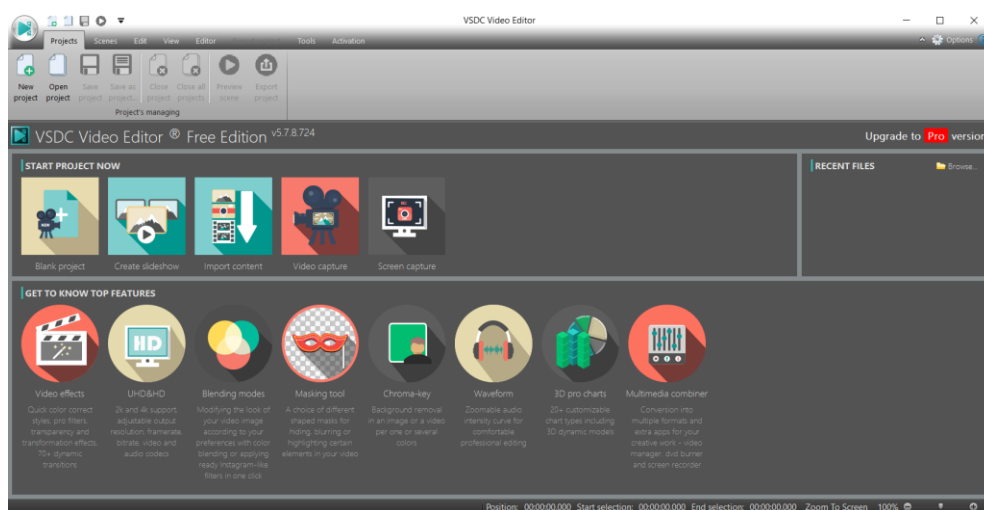 VSDC Video Editor
Projects Scenes Edit View Editor Tools Activation
Options
New project
Open project
Save project
Save as project...
Close project
Close all projects
Preview scene
Export project
Project's managing
VSDC Video Editor ® Free Edition v5.7.8.724
Upgrade to Pro version
START PROJECT NOW
Blank project
Create slideshow
Import content
Video capture
Screen capture
RECENT FILES
Browse...
GET TO KNOW TOP FEATURES
Video effects
Quick color correct
styles, pro filters,
transparency and
transformation effects,
70+ dynamic
transitions
UHD&HD
HD
2k and 4k support,
adjustable output
resolution, framerate,
bitrate, video and
audio codecs
Blending modes
Modifying the look of
your video image
according to your
preferences with color
blending or applying
ready Instagram-like
filters in one click
Masking tool
A choice of different
shaped masks for
hiding, blurring or
highlighting certain
elements in your video
Chroma-key
Background removal
in an image or a video
per one or several
colors
Waveform
Zoomable audio
intensity curve for
comfortable
professional editing
3D pro charts
20+ customizable
chart types including
3D dynamic models
Multimedia combiner
Conversion into
multiple formats and
extra apps for your
creative work - video
manager, dvd burner
and screen recorder
Position: 00:00:00.000 Start selection: 00:00:00.000 End selection: 00:00:00.000 Zoom To Screen 100%